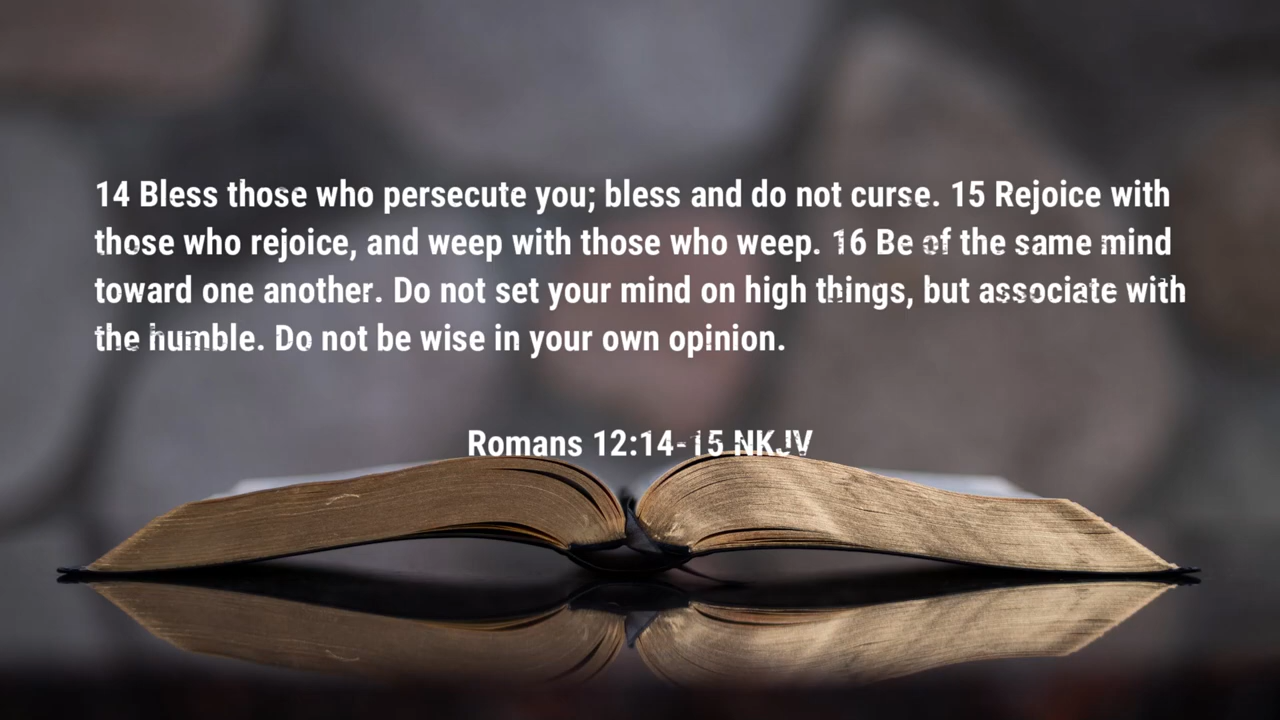 14 Bless those who persecute you; bless and do not curse. 15 Rejoice with
those who rejoice, and weep with those who weep. 16 Be of the same mind
toward one another. Do not set your mind on high things, but associate with
the humble. Do not be wise in your own opinion.
Romans 12:14-15 NKJV